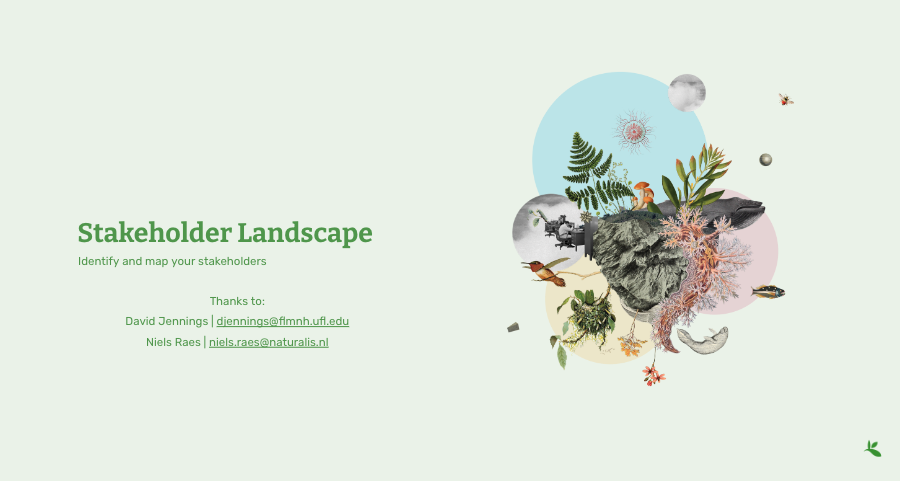 Stakeholder Landscape
Identify and map your stakeholders
Thanks to:
David Jennings | djennings@flmnh.ufl.edu
Niels Raes | niels.raes@naturalis.nl